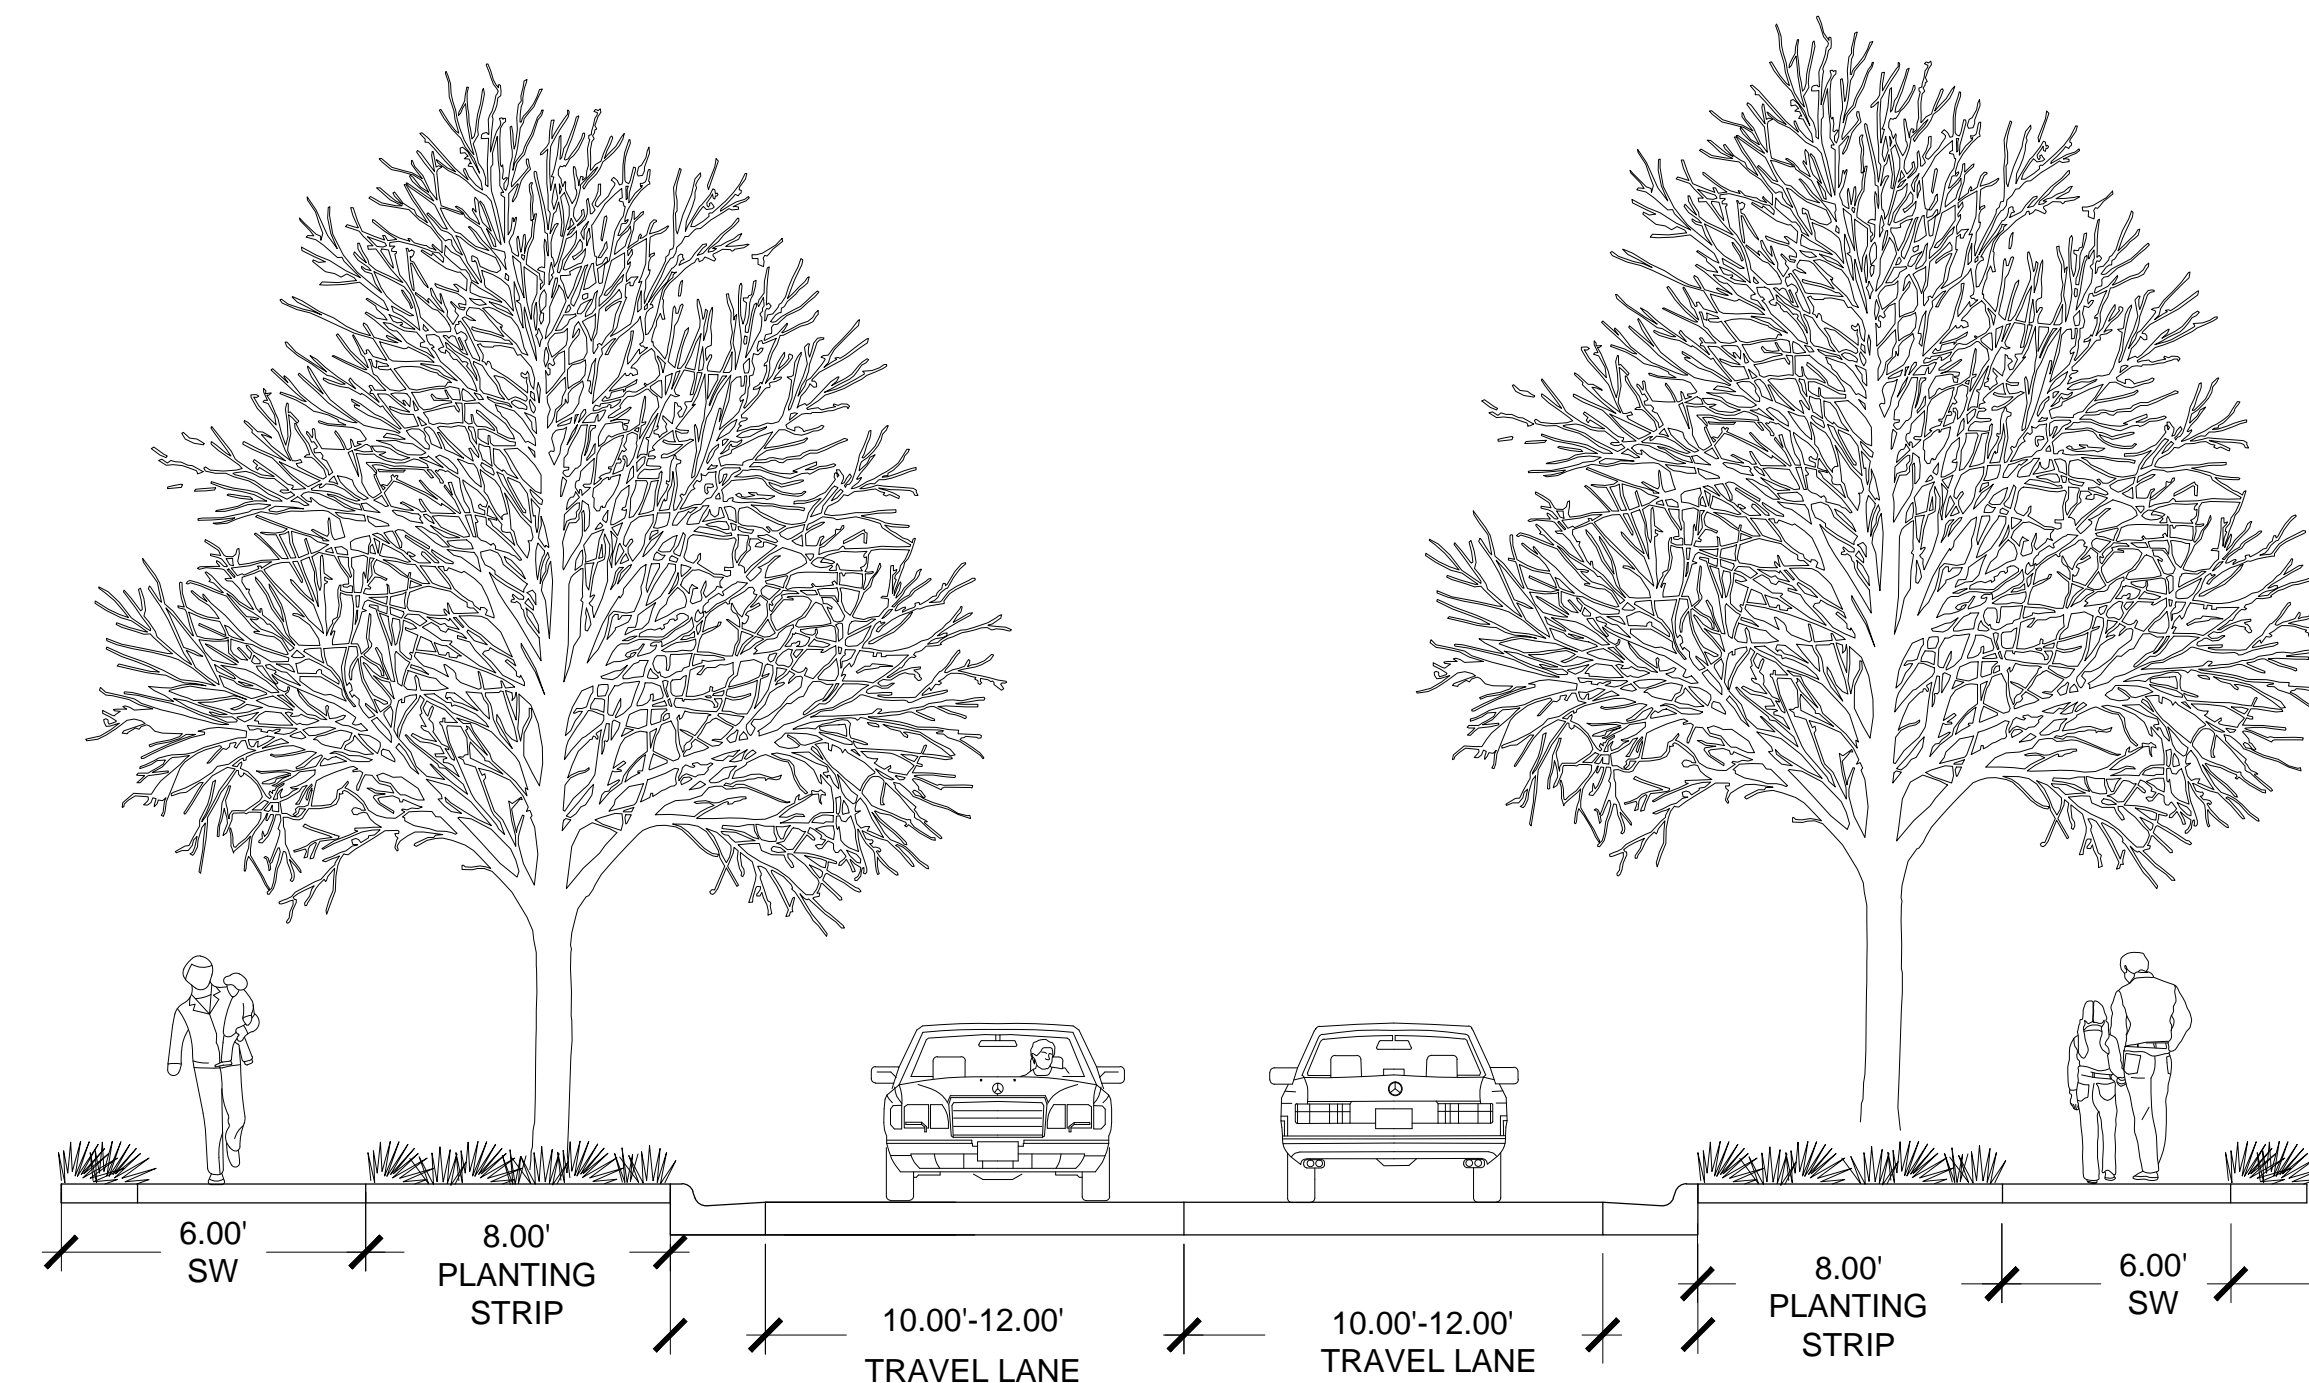 6.00'
SW
8.00'
PLANTING
STRIP
10.00'-12.00'
TRAVEL LANE
10.00'-12.00'
TRAVEL LANE
8.00'
PLANTING
STRIP
6.00'
SW